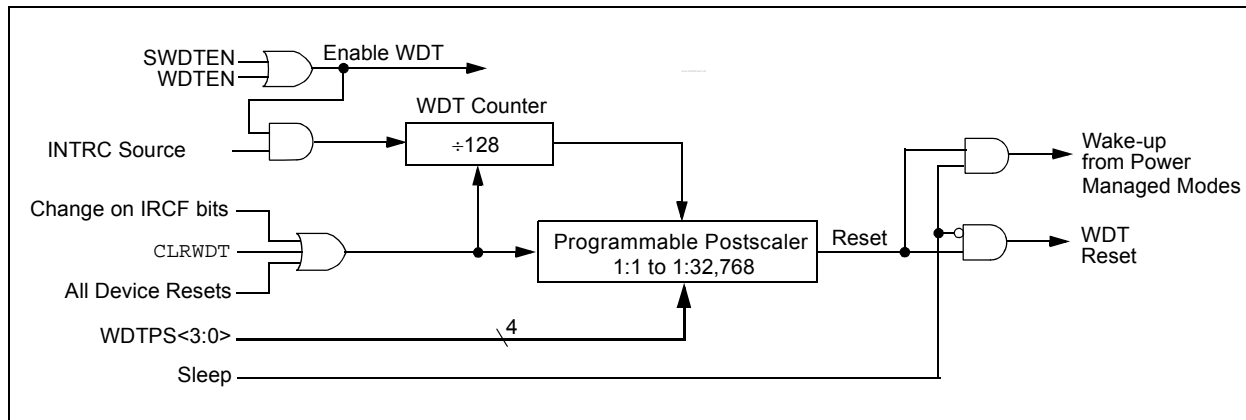 SWDTEN
WDTEN
Enable WDT
WDT Counter
÷128
INTRC Source
Wake-up
from Power
Managed Modes
Change on IRCF bits
CLRWDT
All Device Resets
Programmable Postscaler
1:1 to 1:32,768
Reset
WDT
Reset
WDTPS<3:0>
4
Sleep